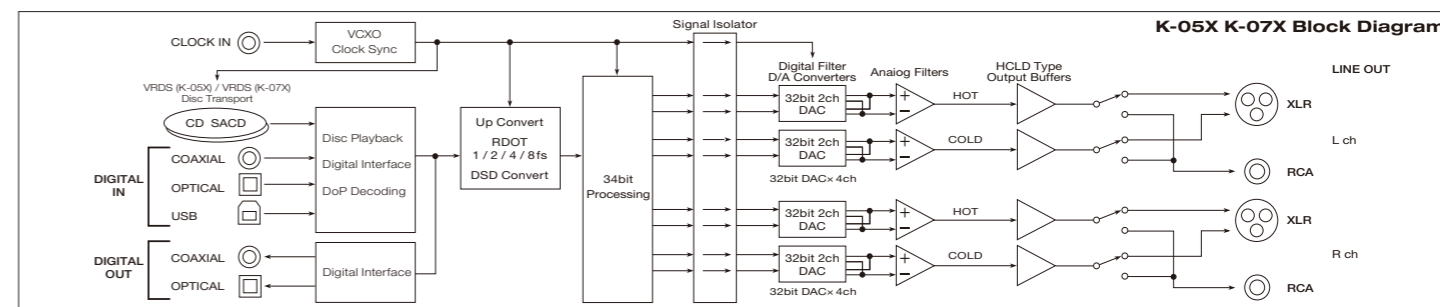 K-05X K-07X Block Diagram
Signal Isolator
CLOCK IN
VCXO
Clock Sync
VRDS (K-05X) / VRDS (K-07X)
Disc Transport
CD SACD
DIGITAL
IN
COAXIAL
OPTICAL
USB
Disc Playback
Digital Interface
DoP Decoding
DIGITAL
OUT
COAXIAL
OPTICAL
Digital Interface
Up Convert
RDOT
1 / 2 / 4 / 8fs
DSD Convert
34bit
Processing
Digital Filter
D/A Converters
Analog Filters
HCLD Type
Output Buffers
LINE OUT
32bit 2ch
DAC
+
−
HOT
XLR
32bit 2ch
DAC
+
−
COLD
L ch
32bit DAC× 4ch
RCA
32bit 2ch
DAC
+
−
HOT
XLR
32bit 2ch
DAC
+
−
COLD
R ch
32bit DAC× 4ch
RCA